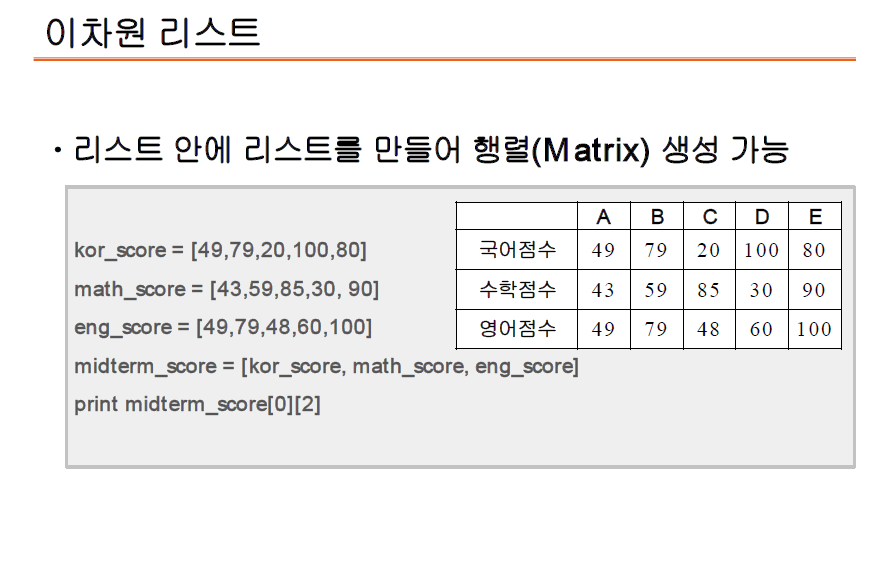 이차원 리스트
· 리스트 안에 리스트를 만들어 행렬(Matrix) 생성 가능
kor_score = [49,79,20,100,80]
math_score = [43,59,85,30, 90]
eng_score = [49,79,48,60,100]
midterm_score = [kor_score, math_score, eng_score]
print midterm_score[0][2]
A B C D E
국어점수 49 79 20 100 80
수학점수 43 59 85 30 90
영어점수 49 79 48 60 100